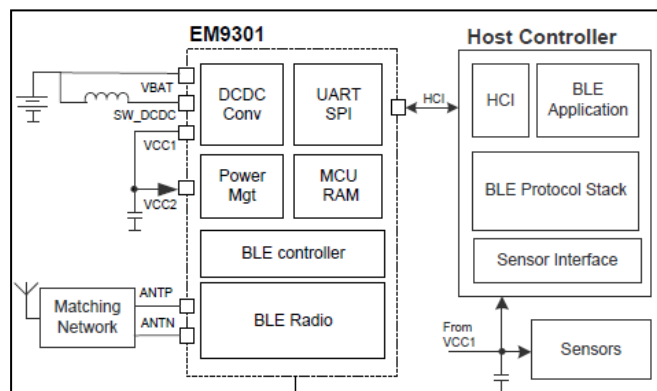 EM9301
Host Controller
VBAT
SW_DCDC
VCC1
VCC2
DCDC
Conv
UART
SPI
HCI
HCI
BLE
Application
Power
Mgt
MCU
RAM
BLE Protocol Stack
BLE controller
Sensor Interface
Matching
Network
ANTP
ANTN
BLE Radio
From
VCC1
Sensors